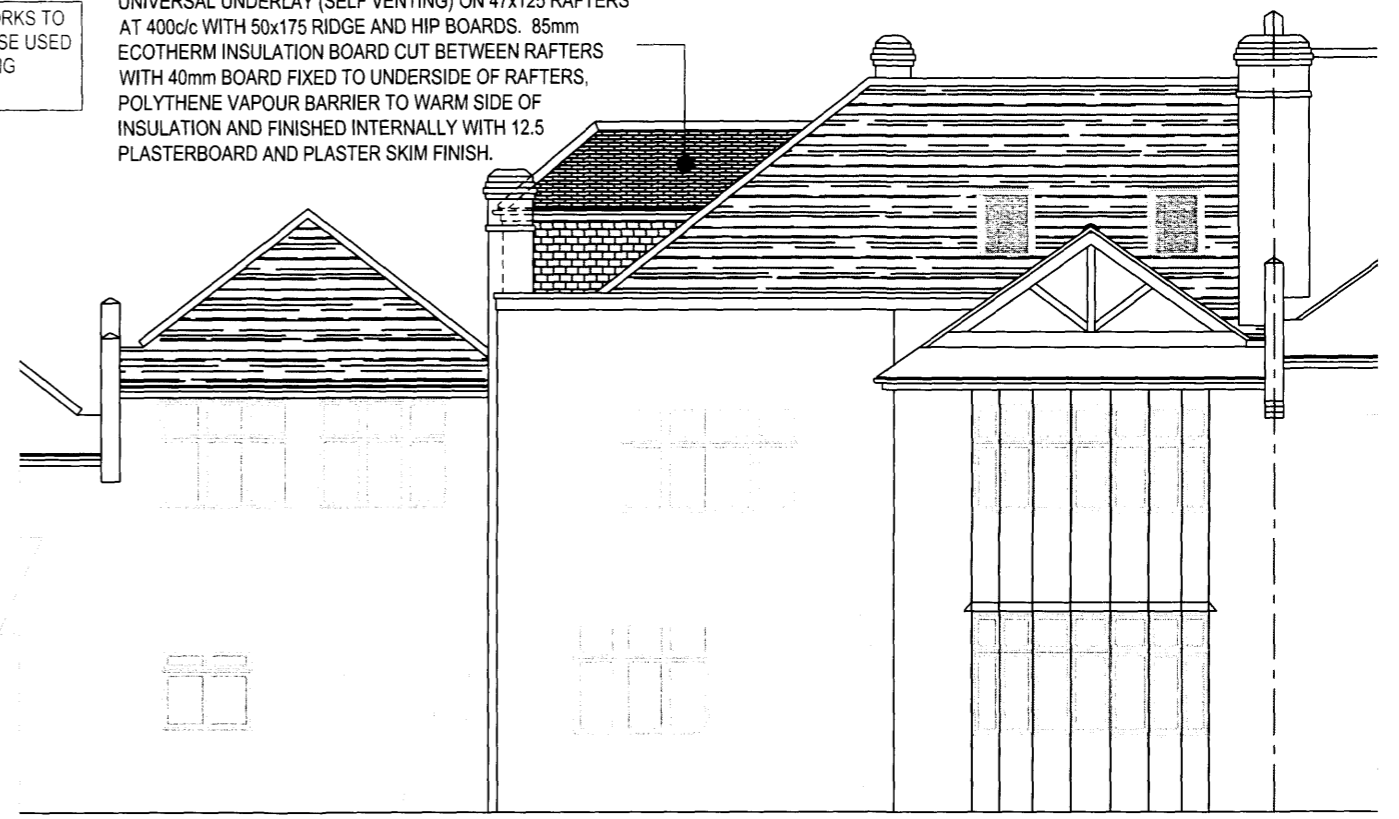 ORKS TO
SE USED
NG
UNIVERSAL UNDERLAY (SELF VENTING) ON 47x125 RAFTERS
AT 400c/c WITH 50x175 RIDGE AND HIP BOARDS. 85mm
ECOTHERM INSULATION BOARD CUT BETWEEN RAFTERS
WITH 40mm BOARD FIXED TO UNDERSIDE OF RAFTERS,
POLYTHENE VAPOUR BARRIER TO WARM SIDE OF
INSULATION AND FINISHED INTERNALLY WITH 12.5
PLASTERBOARD AND PLASTER SKIM FINISH.